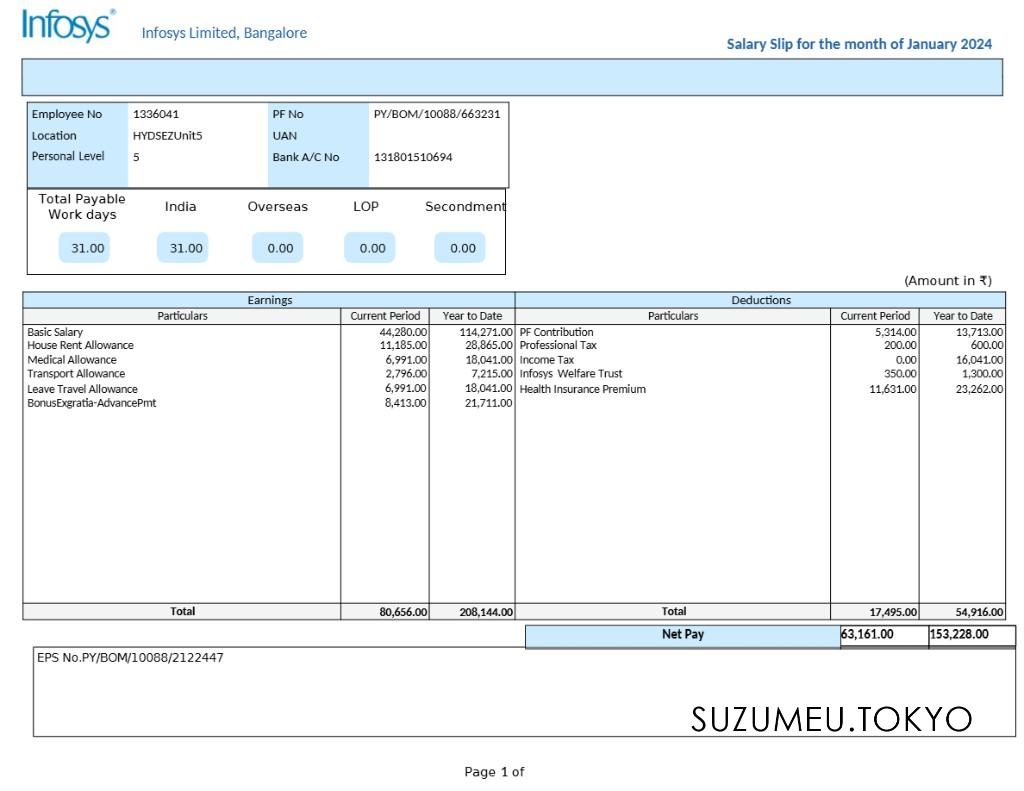 Infosys®
Infosys Limited, Bangalore
Salary Slip for the month of January 2024
Employee No 1336041 PF No PY/BOM/10088/663231
Location HYDSEZUnit5 UAN
Personal Level 5 Bank A/C No 131801510694
Total Payable Work days India Overseas LOP Secondment
31.00 31.00 0.00 0.00 0.00
(Amount in ₹)
Earnings Deductions
Particulars Current Period Year to Date Particulars Current Period Year to Date
Basic Salary 44,280.00 114,271.00 PF Contribution 5,314.00 13,713.00
House Rent Allowance 11,185.00 28,865.00 Professional Tax 200.00 600.00
Medical Allowance 6,991.00 18,041.00 Income Tax 0.00 16,041.00
Transport Allowance 2,796.00 7,215.00 Infosys Welfare Trust 350.00 1,300.00
Leave Travel Allowance 6,991.00 18,041.00 Health Insurance Premium 11,631.00 23,262.00
BonusExgratia-AdvancePmt 8,413.00 21,711.00
Total 80,656.00 208,144.00 Total 17,495.00 54,916.00
Net Pay 63,161.00 153,228.00
EPS No.PY/BOM/10088/2122447
SUZUMEU.TOKYO
Page 1 of